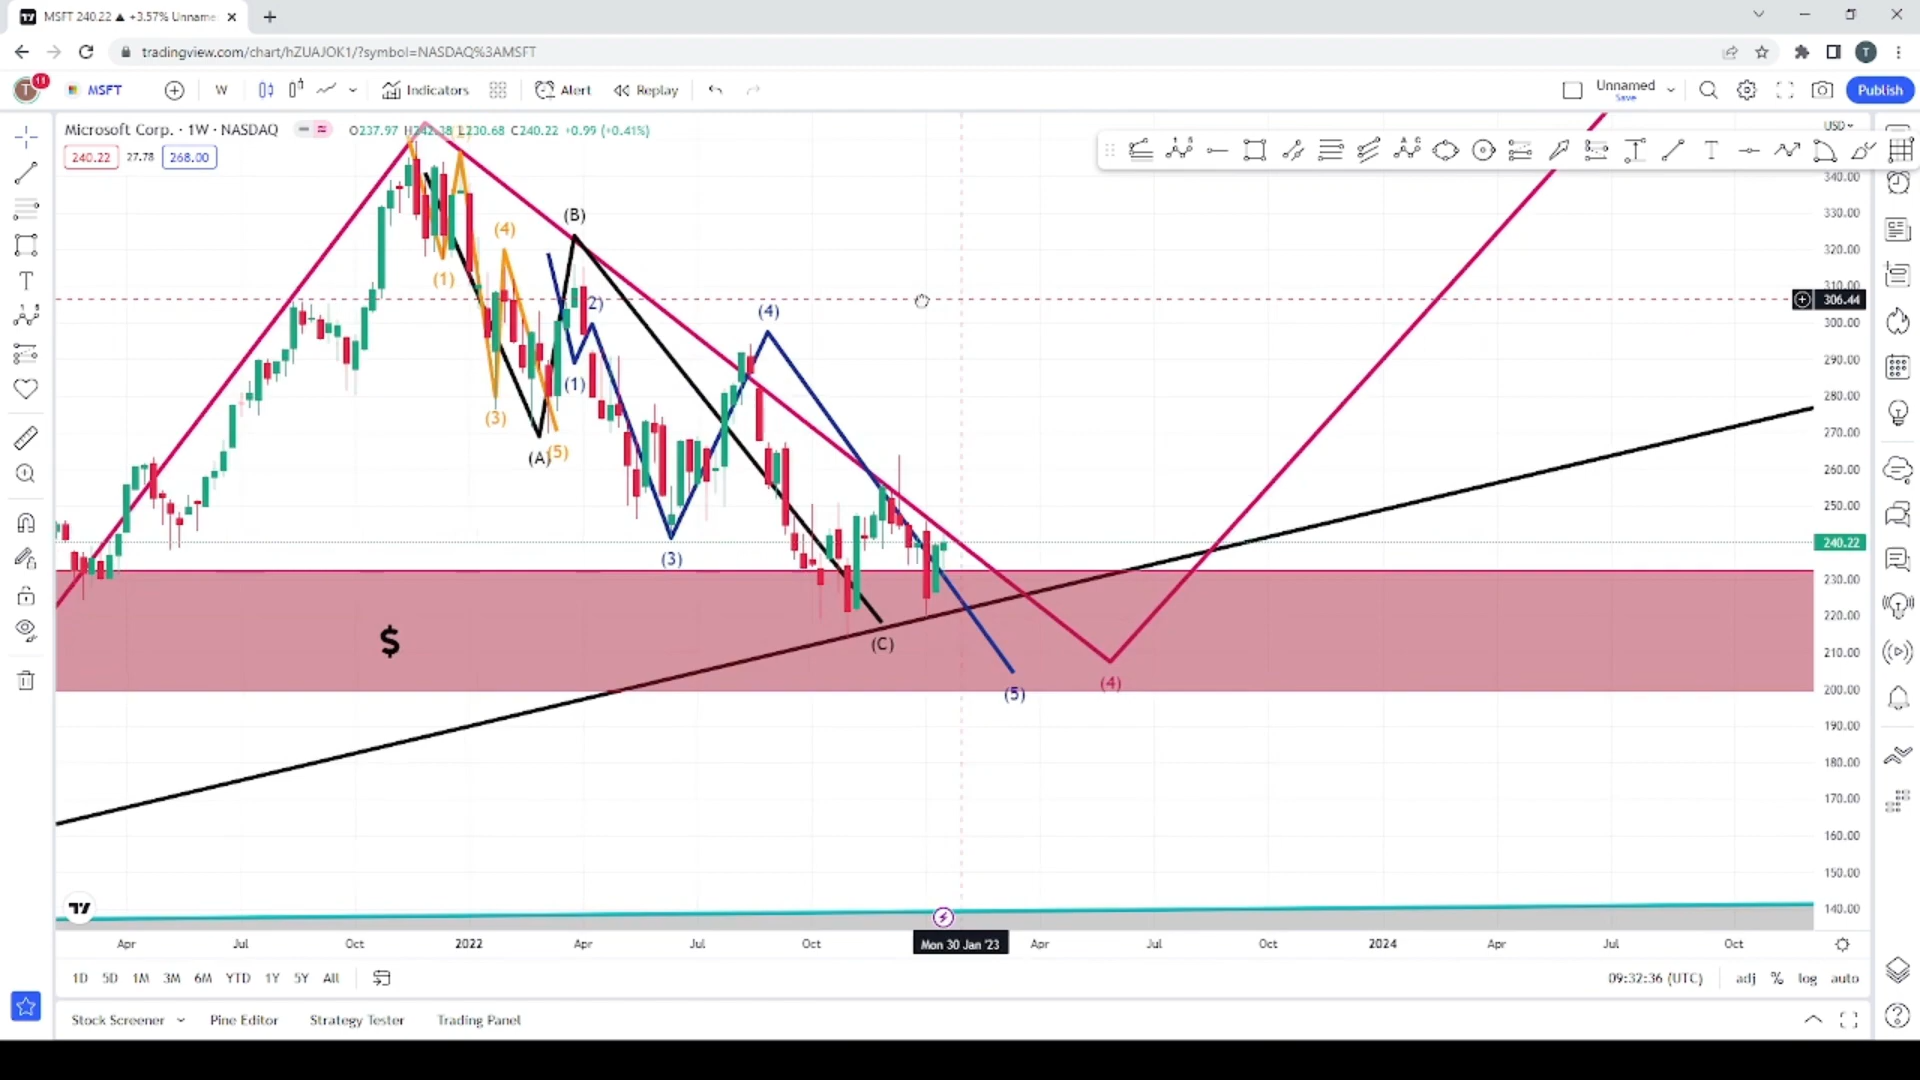 MSFT 240.22 ▲ +3.57% Unname
tradingview.com/chart/hZUAJOK1/?symbol=NASDAQ%3AMSFT
T
T
11
MSFT
W
Indicators
Alert
Replay
Unnamed
Save
Publish
Microsoft Corp. · 1W · NASDAQ
O237.97 H242.38 L230.68 C240.22 +0.99 (+0.41%)
USD
240.22
27.78
268.00
340.00
330.00
320.00
310.00
306.44
300.00
290.00
280.00
270.00
260.00
250.00
240.22
230.00
220.00
210.00
200.00
190.00
180.00
170.00
160.00
150.00
140.00
(B)
(4)
(1)
2)
(4)
(1)
(3)
(A)
(5)
(3)
$
(C)
(4)
(5)
Apr
Jul
Oct
2022
Apr
Jul
Oct
Mon 30 Jan '23
Apr
Jul
Oct
2024
Apr
Jul
Oct
1D 5D 1M 3M 6M YTD 1Y 5Y All
09:32:36 (UTC)
adj % log auto
Stock Screener
Pine Editor
Strategy Tester
Trading Panel